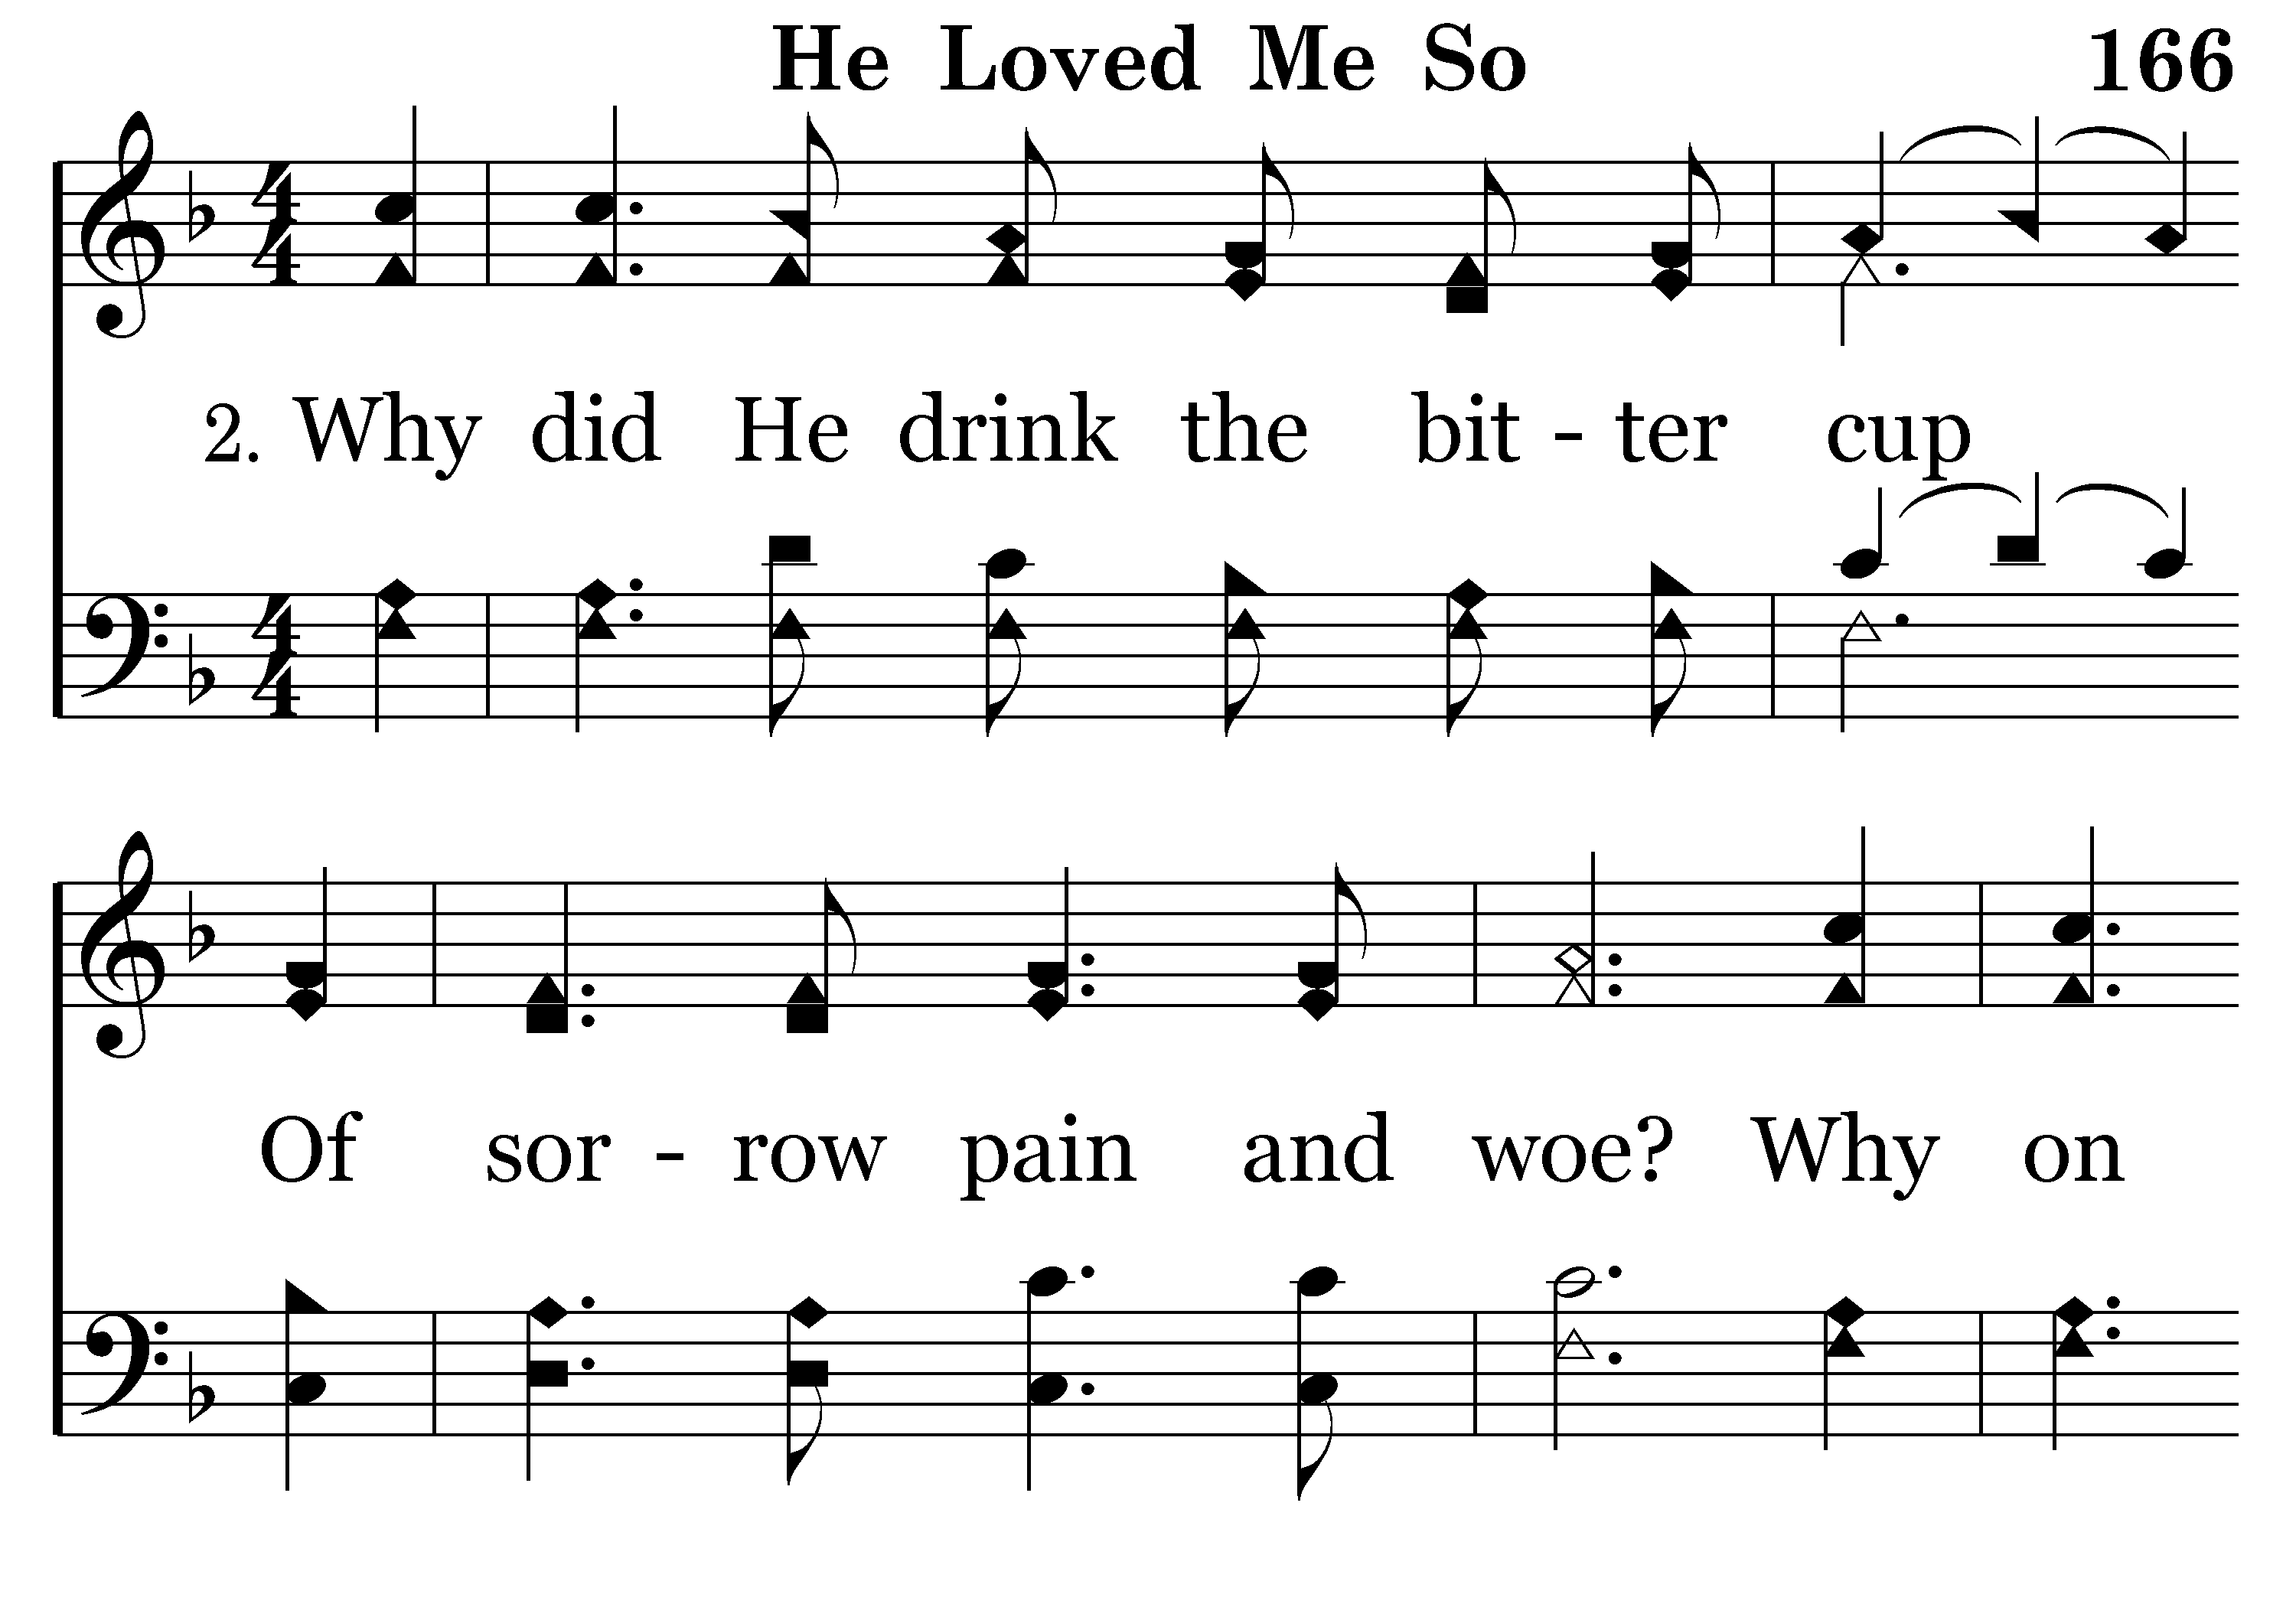 He Loved Me So 166
2. Why did He drink the bit - ter cup
Of sor - row pain and woe? Why on